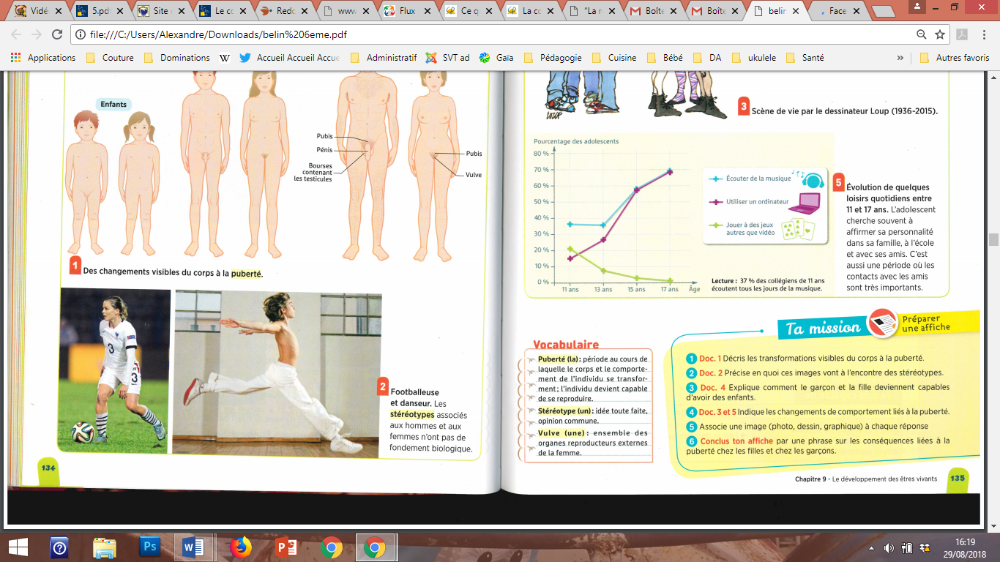 Vidé
5.pdf
Site
Le co
Redo
www
Flux
Ce q
La co
"La r
Boîte
Boîte
belin
Face
file:///C:/Users/Alexandre/Downloads/belin%206eme.pdf
Applications
Couture
Dominations
W
Accueil Accueil Accue
Administratif
SVT ad
Gaïa
Pédagogie
Cuisine
Bébé
DA
ukulele
Santé
»
Autres favoris
Enfants
Pubis
Pénis
Bourses
contenant
les testicules
Pubis
Vulve
1 Des changements visibles du corps à la puberté.
3
3
2 Footballeuse
et danseur. Les
stéréotypes associés
aux hommes et aux
femmes n'ont pas de
fondement biologique.
134
LOUP
3 Scène de vie par le dessinateur Loup (1936-2015).
Pourcentage des adolescents
80 %
70 %
60 %
50 %
40 %
30 %
20 %
10 %
0 %
11 ans
13 ans
15 ans
17 ans
Âge
Écouter de la musique
Utiliser un ordinateur
Jouer à des jeux
autres que vidéo
Lecture : 37 % des collégiens de 11 ans
écoutent tous les jours de la musique.
5 Évolution de quelques
loisirs quotidiens entre
11 et 17 ans. L'adolescent
cherche souvent à
affirmer sa personnalité
dans sa famille, à l'école
et avec ses amis. C'est
aussi une période où les
contacts avec les amis
sont très importants.
Vocabulaire
Puberté (la) : période au cours de
laquelle le corps et le comporte-
ment de l'individu se transfor-
ment ; l'individu devient capable
de se reproduire.
Stéréotype (un) : idée toute faite,
opinion commune.
Vulve (une) : ensemble des
organes reproducteurs externes
de la femme.
Ta mission
Préparer
une affiche
1 Doc. 1 Décris les transformations visibles du corps à la puberté.
2 Doc. 2 Précise en quoi ces images vont à l'encontre des stéréotypes.
3 Doc. 4 Explique comment le garçon et la fille deviennent capables
d'avoir des enfants.
4 Doc. 3 et 5 Indique les changements de comportement liés à la puberté.
5 Associe une image (photo, dessin, graphique) à chaque réponse
6 Conclus ton affiche par une phrase sur les conséquences liées à la
puberté chez les filles et chez les garçons.
Chapitre 9 • Le développement des êtres vivants
135
Ps
16:19
29/08/2018